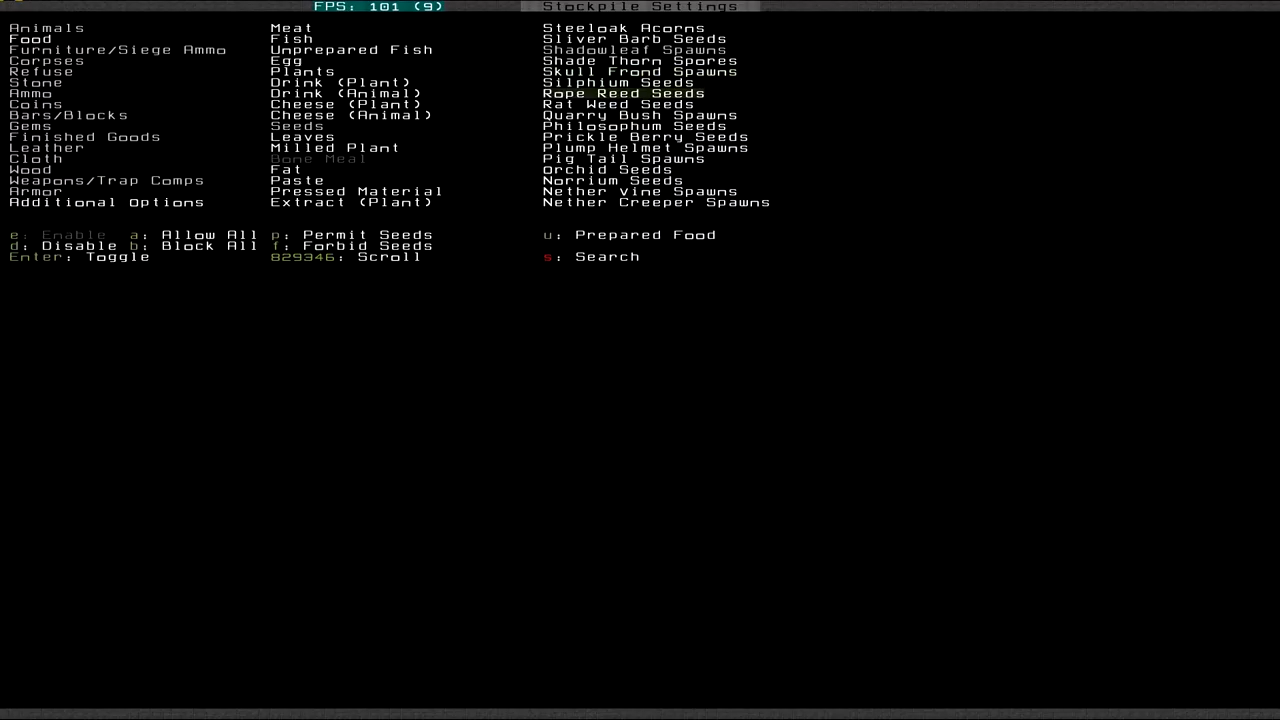 FPS: 101 (9) Stockpile Settings
Animals Meat Steeloak Acorns
Food Fish Sliver Barb Seeds
Furniture/Siege Ammo Unprepared Fish Shadowleaf Spawns
Corpses Egg Shade Thorn Spores
Refuse Plants Skull Frond Spawns
Stone Drink (Plant) Silphium Seeds
Ammo Drink (Animal) Rope Reed Seeds
Coins Cheese (Plant) Rat Weed Seeds
Bars/Blocks Cheese (Animal) Quarry Bush Spawns
Gems Seeds Philosophum Seeds
Finished Goods Leaves Prickle Berry Seeds
Leather Milled Plant Plump Helmet Spawns
Cloth Bone Meal Pig Tail Spawns
Wood Fat Orchid Seeds
Weapons/Trap Comps Paste Norrium Seeds
Armor Pressed Material Nether vine Spawns
Additional Options Extract (Plant) Nether Creeper Spawns
e: Enable a: Allow All p: Permit Seeds u: Prepared Food
d: Disable b: Block All f: Forbid Seeds
Enter: Toggle 829346: Scroll s: Search